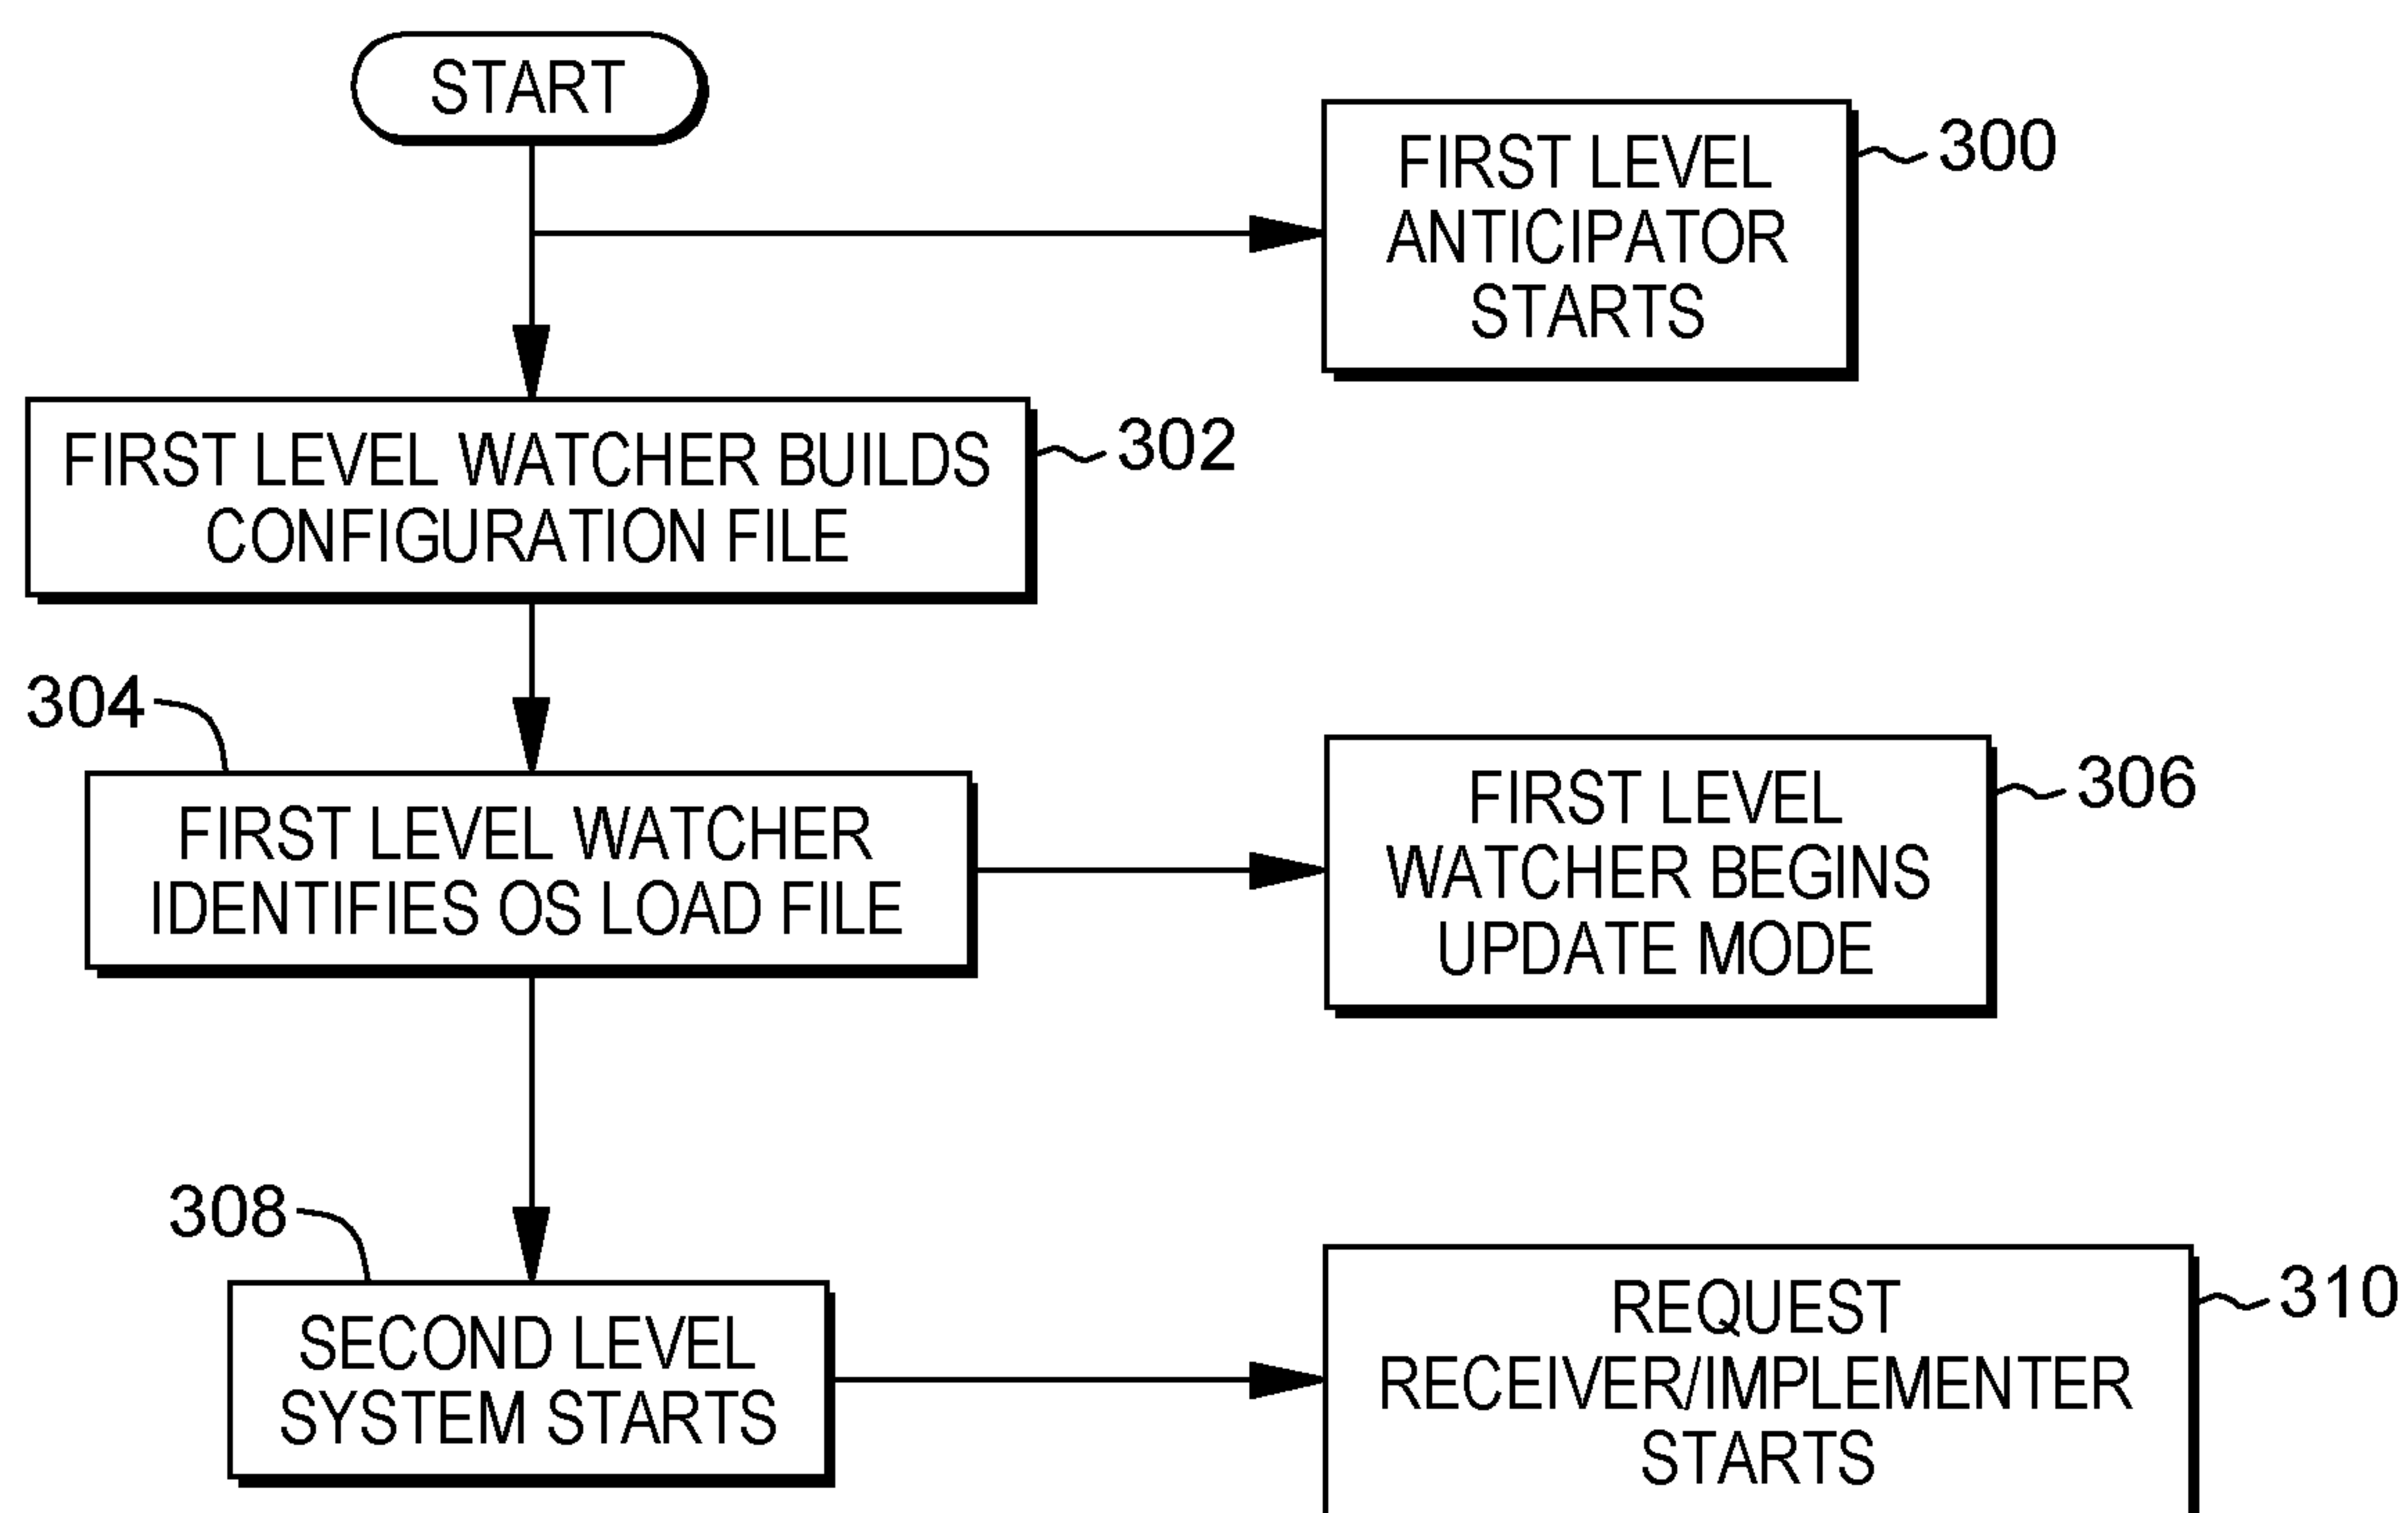 START
FIRST LEVEL
ANTICIPATOR
STARTS
300
FIRST LEVEL WATCHER BUILDS
CONFIGURATION FILE
302
304
FIRST LEVEL WATCHER
IDENTIFIES OS LOAD FILE
FIRST LEVEL
WATCHER BEGINS
UPDATE MODE
306
308
SECOND LEVEL
SYSTEM STARTS
REQUEST
RECEIVER/IMPLEMENTER
STARTS
310